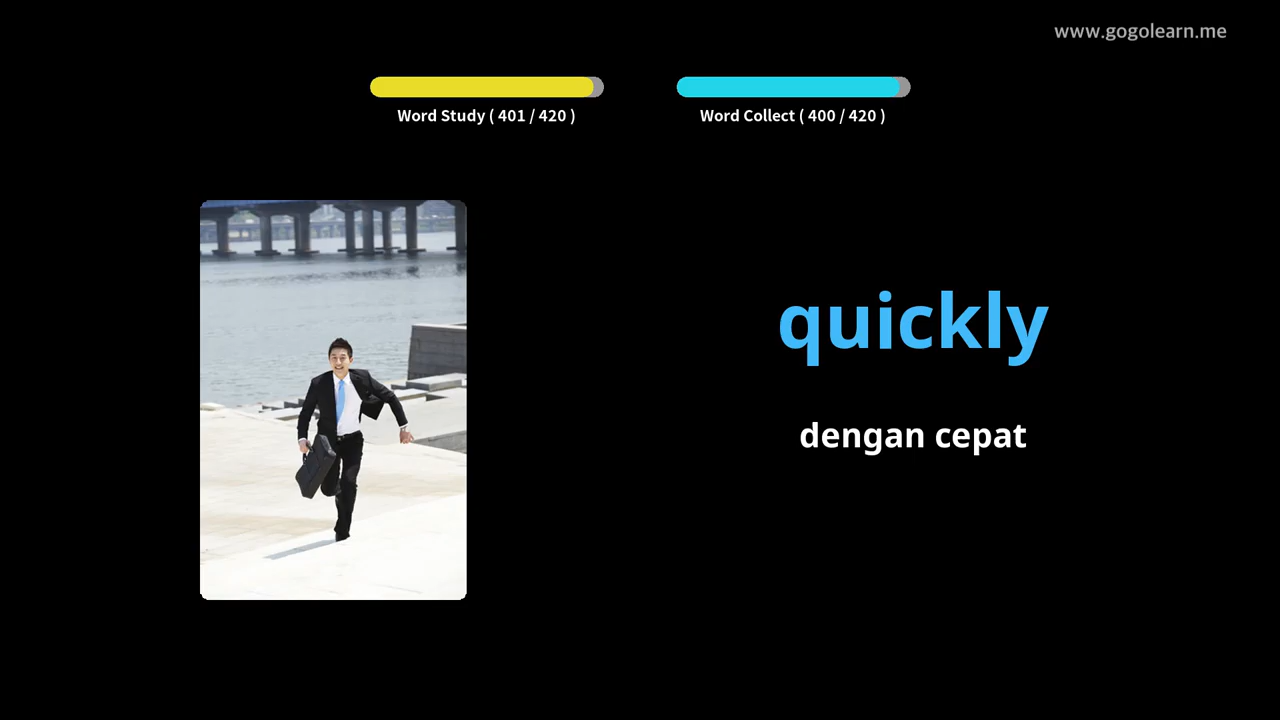 www.gogolearn.me
Word Study ( 401 / 420 )
Word Collect ( 400 / 420 )
quickly
dengan cepat